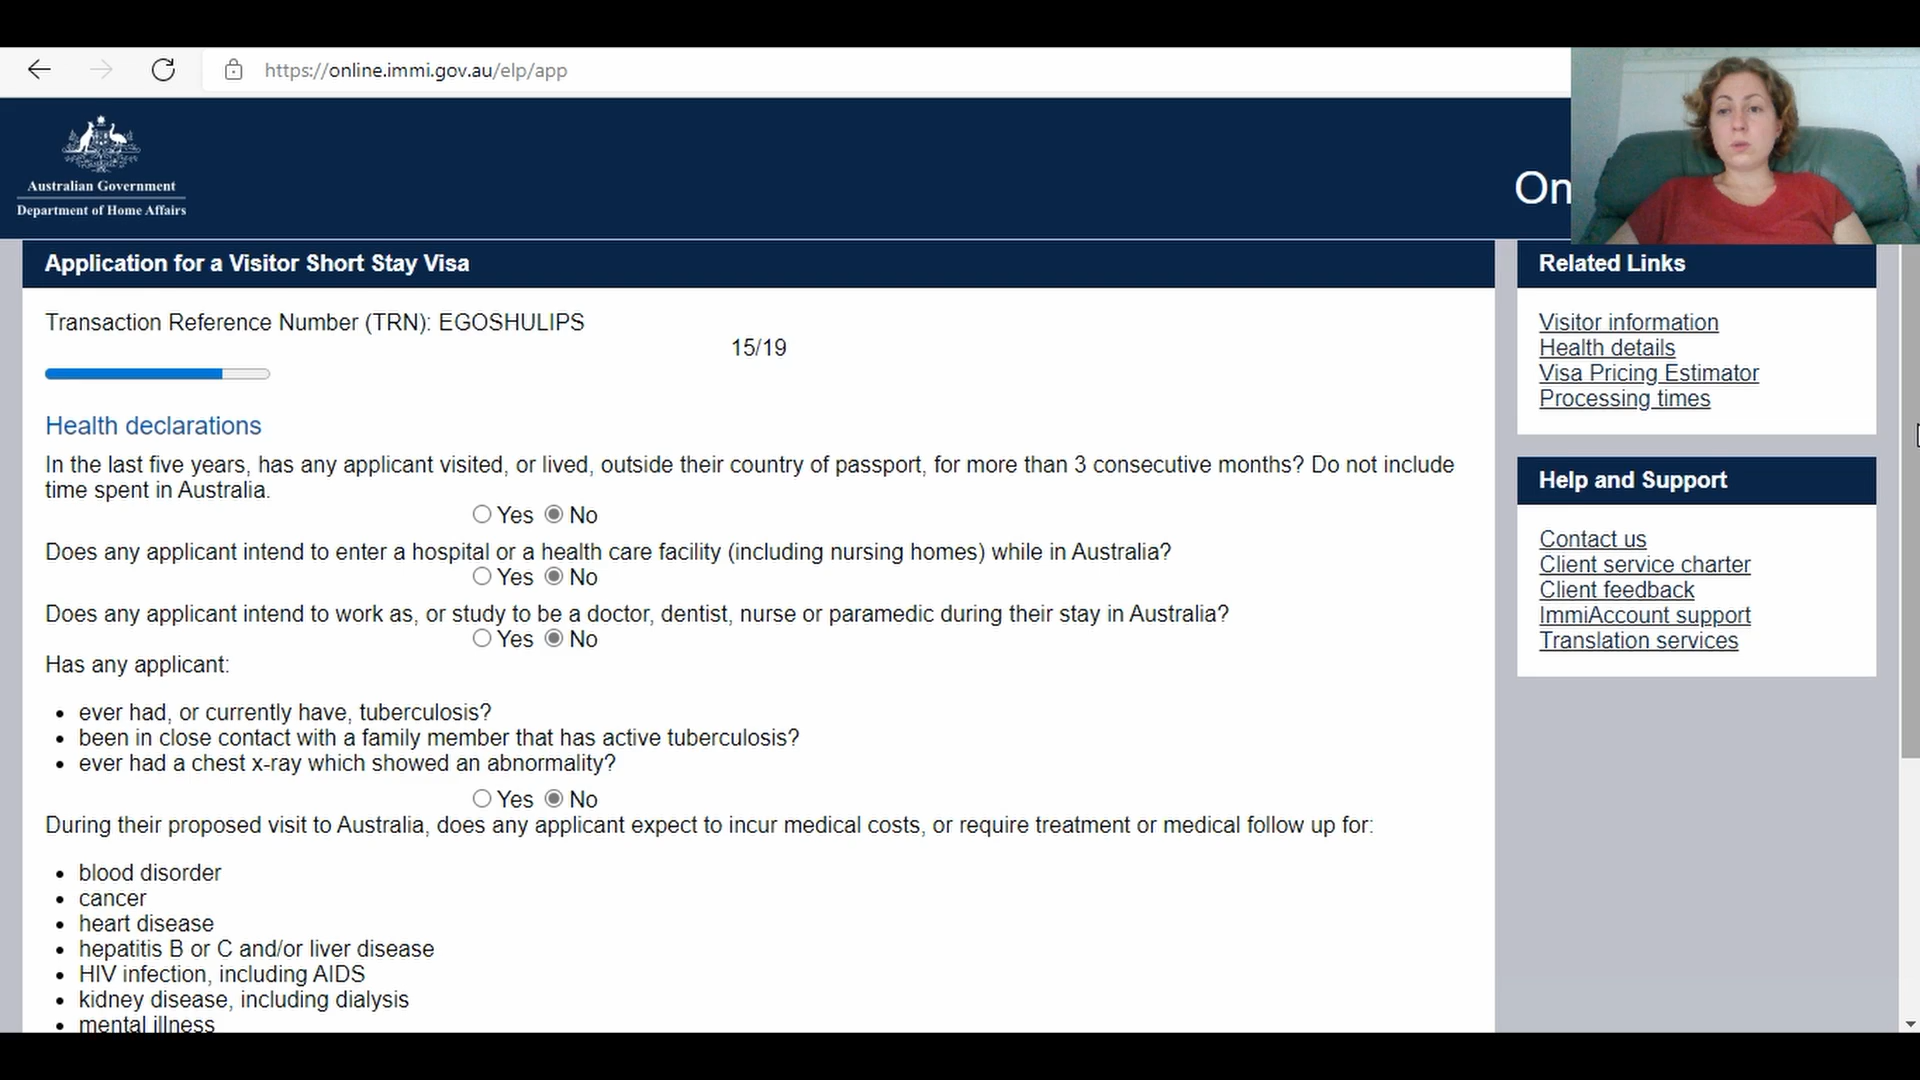 https://online.immi.gov.au/elp/app
Australian Government
Department of Home Affairs
On
Application for a Visitor Short Stay Visa
Transaction Reference Number (TRN): EGOSHULIPS
15/19
Health declarations
In the last five years, has any applicant visited, or lived, outside their country of passport, for more than 3 consecutive months? Do not include
time spent in Australia.
Yes No
Does any applicant intend to enter a hospital or a health care facility (including nursing homes) while in Australia?
Yes No
Does any applicant intend to work as, or study to be a doctor, dentist, nurse or paramedic during their stay in Australia?
Yes No
Has any applicant:
• ever had, or currently have, tuberculosis?
• been in close contact with a family member that has active tuberculosis?
• ever had a chest x-ray which showed an abnormality?
Yes No
During their proposed visit to Australia, does any applicant expect to incur medical costs, or require treatment or medical follow up for:
• blood disorder
• cancer
• heart disease
• hepatitis B or C and/or liver disease
• HIV infection, including AIDS
• kidney disease, including dialysis
• mental illness
Related Links
Visitor information
Health details
Visa Pricing Estimator
Processing times
Help and Support
Contact us
Client service charter
Client feedback
ImmiAccount support
Translation services